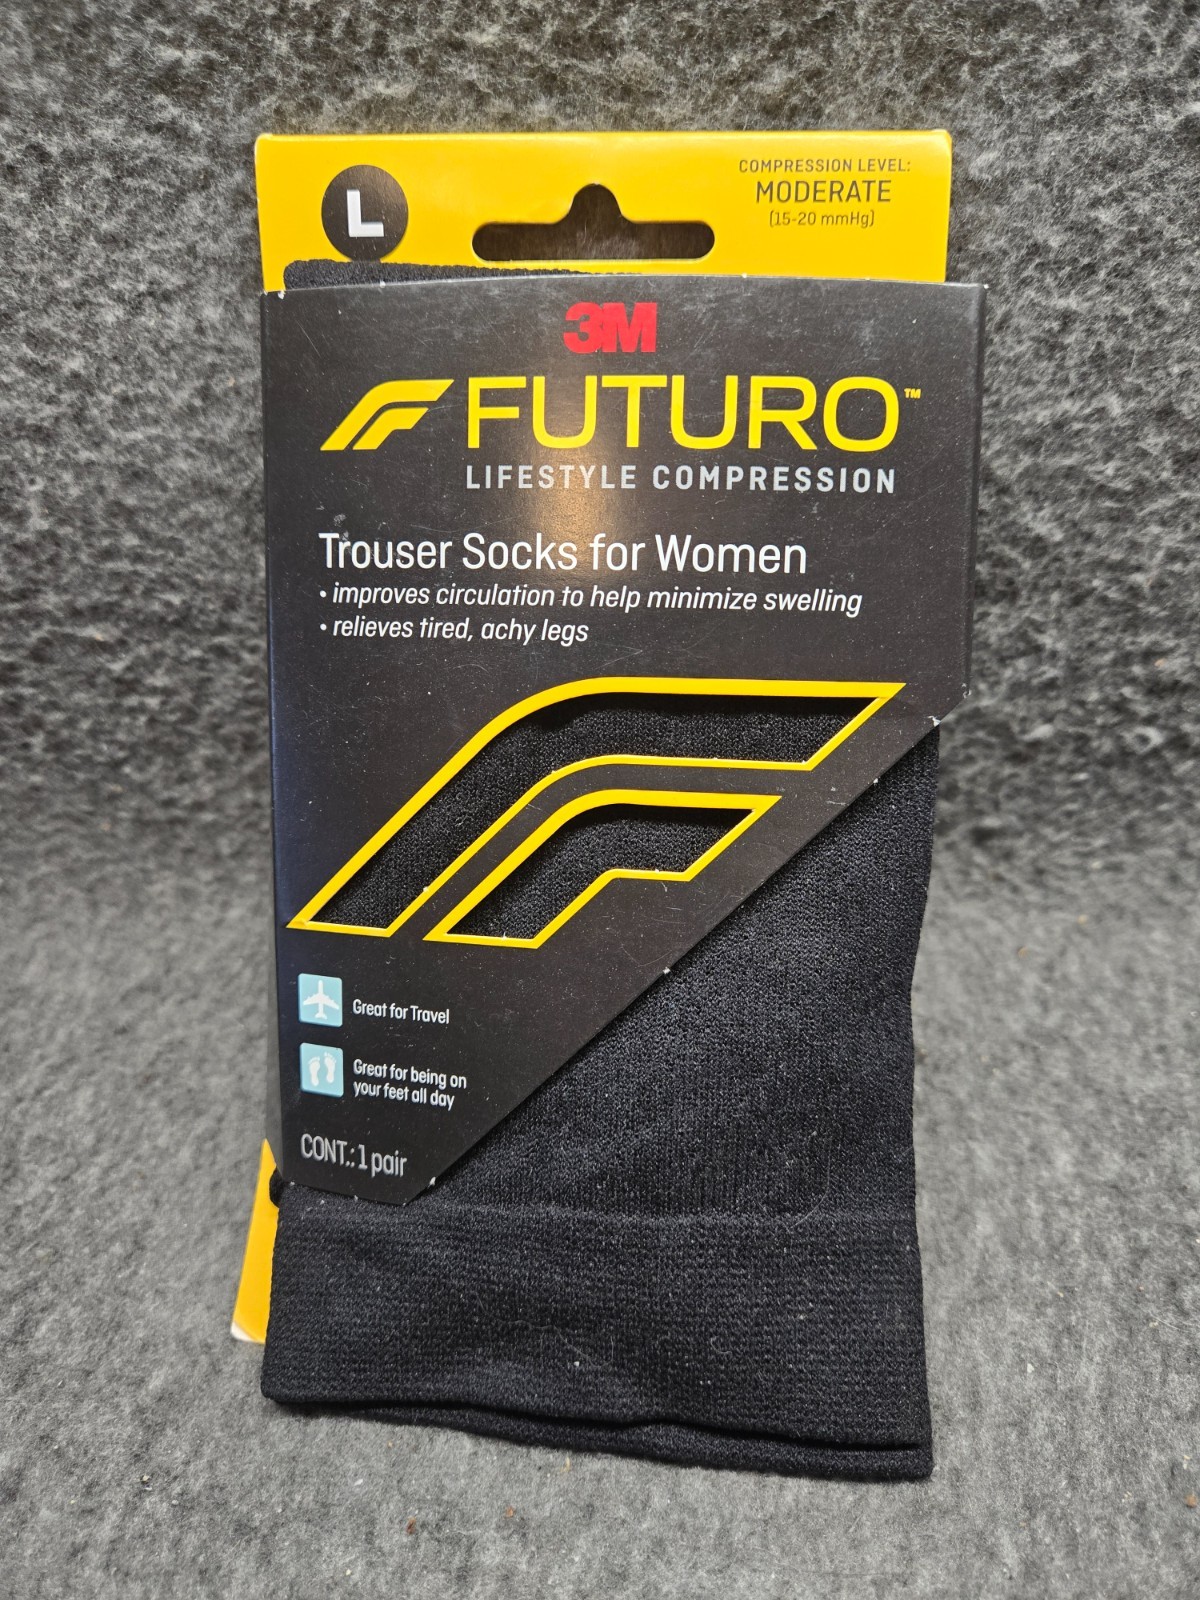 L
COMPRESSION LEVEL:
MODERATE
(15-20 mmHg)
3M
FUTURO™
LIFESTYLE COMPRESSION
Trouser Socks for Women
• improves circulation to help minimize swelling
• relieves tired, achy legs
Great for Travel
Great for being on
your feet all day
CONT.: 1 pair